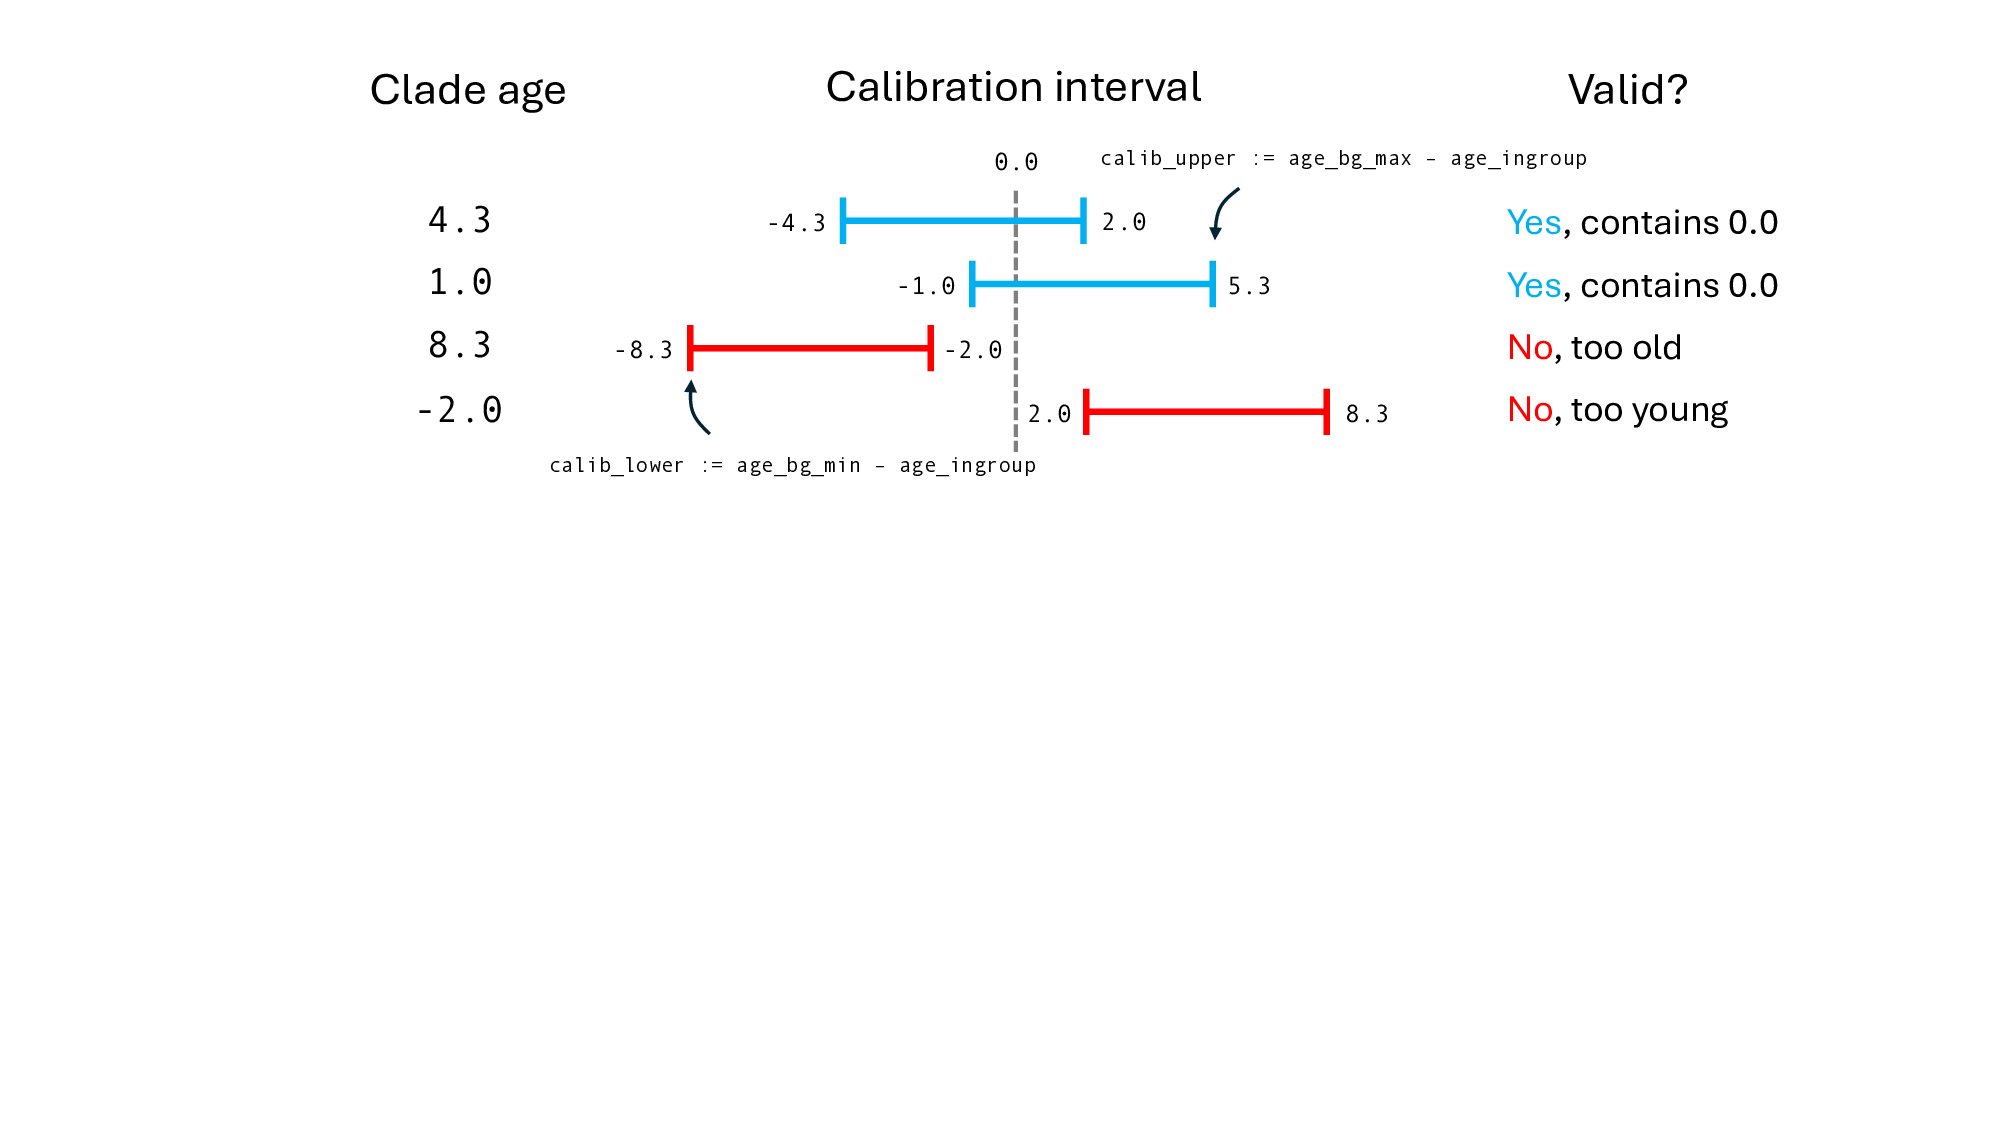 Clade age Calibration interval Valid?
0.0 calib_upper := age_bg_max – age_ingroup
4.3 -4.3 2.0 Yes, contains 0.0
1.0 -1.0 5.3 Yes, contains 0.0
8.3 -8.3 -2.0 No, too old
-2.0 2.0 8.3 No, too young
calib_lower := age_bg_min – age_ingroup